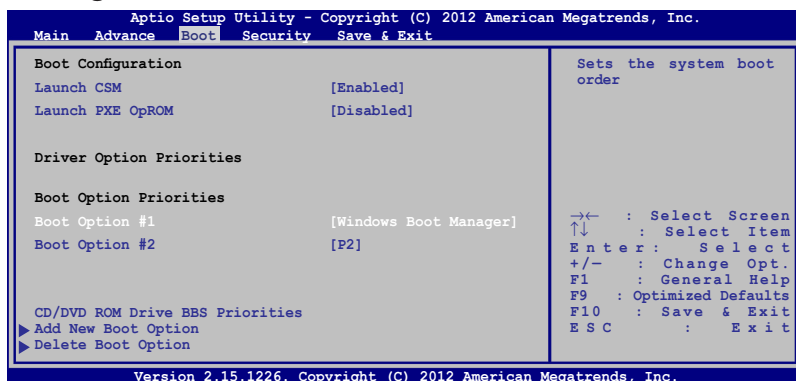 Aptio Setup Utility - Copyright (C) 2012 American Megatrends, Inc.
Main Advance Boot Security Save & Exit
Boot Configuration
Launch CSM [Enabled]
Launch PXE OpROM [Disabled]
Driver Option Priorities
Boot Option Priorities
Boot Option #1 [Windows Boot Manager]
Boot Option #2 [P2]
CD/DVD ROM Drive BBS Priorities
Add New Boot Option
Delete Boot Option
Sets the system boot
order
→← : Select Screen
↑↓ : Select Item
Enter: Select
+/— : Change Opt.
F1 : General Help
F9 : Optimized Defaults
F10 : Save & Exit
ESC : Exit
Version 2.15.1226. Copyright (C) 2012 American Megatrends, Inc.